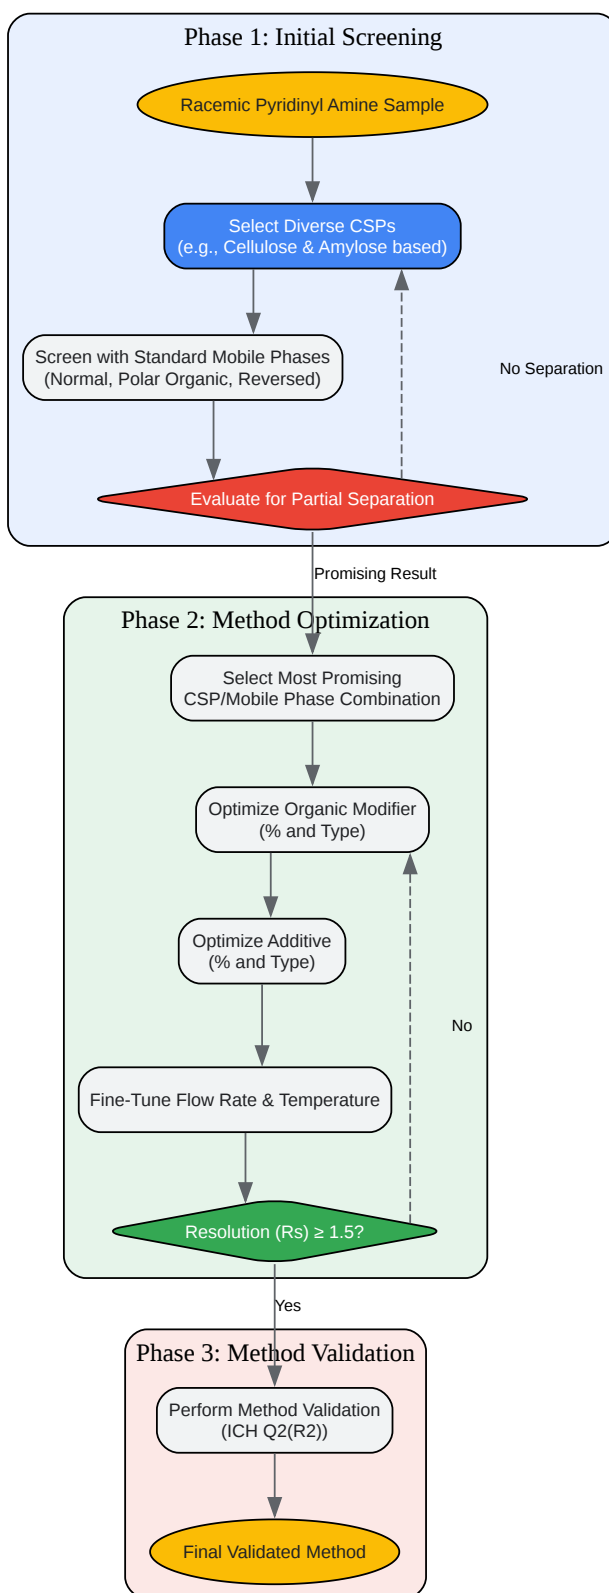 Phase 1: Initial Screening
Racemic Pyridinyl Amine Sample
Select Diverse CSPs
(e.g., Cellulose & Amylose based)
Screen with Standard Mobile Phases
(Normal, Polar Organic, Reversed)
No Separation
Evaluate for Partial Separation
Promising Result
Phase 2: Method Optimization
Select Most Promising
CSP/Mobile Phase Combination
Optimize Organic Modifier
(% and Type)
Optimize Additive
(% and Type)
No
Fine-Tune Flow Rate & Temperature
Resolution (Rs) ≥ 1.5?
Yes
Phase 3: Method Validation
Perform Method Validation
(ICH Q2(R2))
Final Validated Method